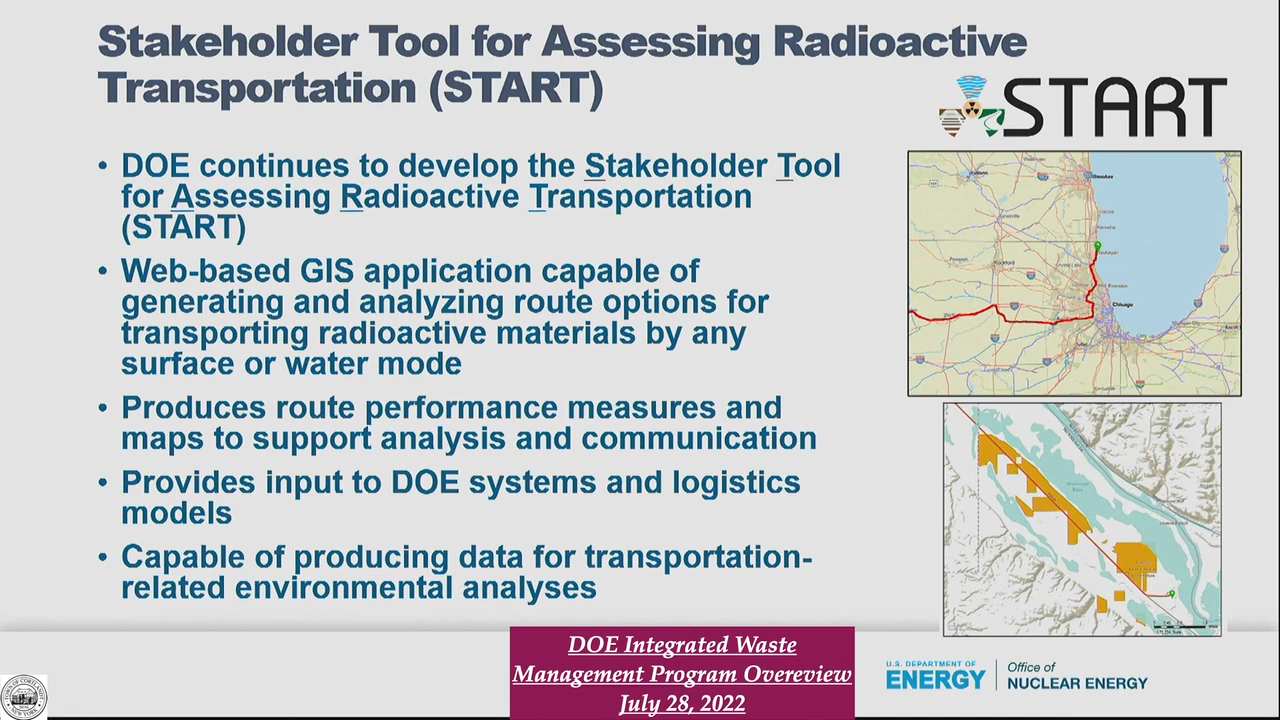 Stakeholder Tool for Assessing Radioactive
Transportation (START)
START
• DOE continues to develop the Stakeholder Tool
for Assessing Radioactive Transportation
(START)
• Web-based GIS application capable of
generating and analyzing route options for
transporting radioactive materials by any
surface or water mode
• Produces route performance measures and
maps to support analysis and communication
• Provides input to DOE systems and logistics
models
• Capable of producing data for transportation-
related environmental analyses
Rockford
Chicago
DOE Integrated Waste
Management Program Overeview
July 28, 2022
U.S. DEPARTMENT OF
ENERGY
Office of
NUCLEAR ENERGY